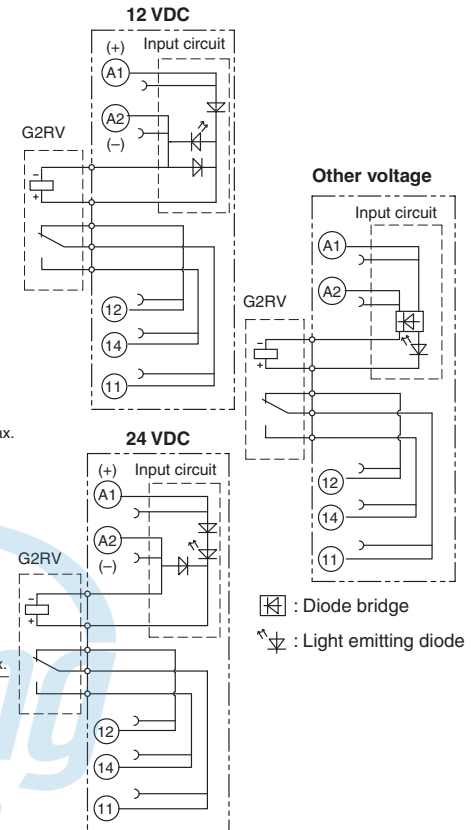 12 VDC
(+)
Input circuit
A1
A2
(–)
G2RV
–
+
12
14
11
Other voltage
Input circuit
A1
A2
G2RV
–
+
12
14
11
24 VDC
(+)
Input circuit
A1
A2
(–)
G2RV
–
+
12
14
11
: Diode bridge
: Light emitting diode